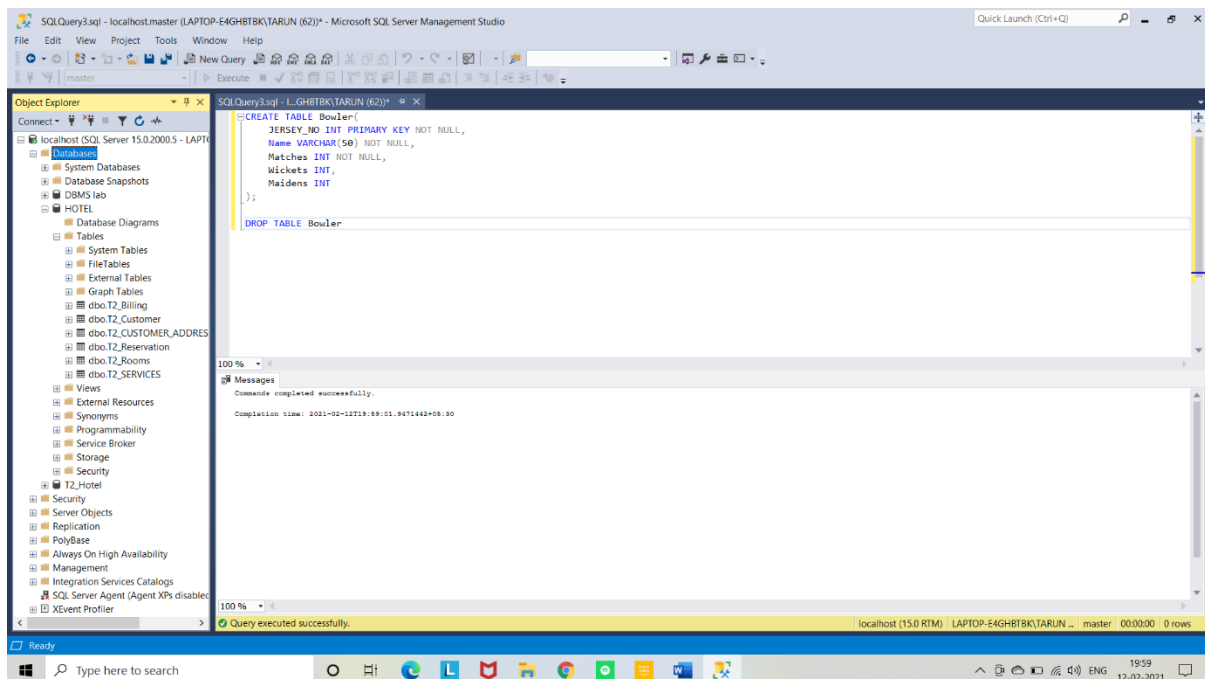 SQLQuery3.sql - localhost.master (LAPTOP-E4GHBTBK\TARUN (62))* - Microsoft SQL Server Management Studio
Quick Launch (Ctrl+Q)
File Edit View Project Tools Window Help
New Query
master
Execute
Object Explorer
Connect
localhost (SQL Server 15.0.2000.5 - LAPTO
Databases
System Databases
Database Snapshots
DBMS lab
HOTEL
Database Diagrams
Tables
System Tables
FileTables
External Tables
Graph Tables
dbo.T2_Billing
dbo.T2_Customer
dbo.T2_CUSTOMER_ADDRES
dbo.T2_Reservation
dbo.T2_Rooms
dbo.T2_SERVICES
Views
External Resources
Synonyms
Programmability
Service Broker
Storage
Security
T2_Hotel
Security
Server Objects
Replication
PolyBase
Always On High Availability
Management
Integration Services Catalogs
SQL Server Agent (Agent XPs disabled
XEvent Profiler
SQLQuery3.sql - l...GHBTBK\TARUN (62))*
CREATE TABLE Bowler(
JERSEY_NO INT PRIMARY KEY NOT NULL,
Name VARCHAR(50) NOT NULL,
Matches INT NOT NULL,
Wickets INT,
Maidens INT
);
DROP TABLE Bowler
100 %
Messages
Commands completed successfully.
Completion time: 2021-02-12T19:59:01.9471442+05:30
100 %
Query executed successfully.
localhost (15.0 RTM) LAPTOP-E4GHBTBK\TARUN ... master 00:00:00 0 rows
Ready
Type here to search
ENG
19:59
12-02-2021